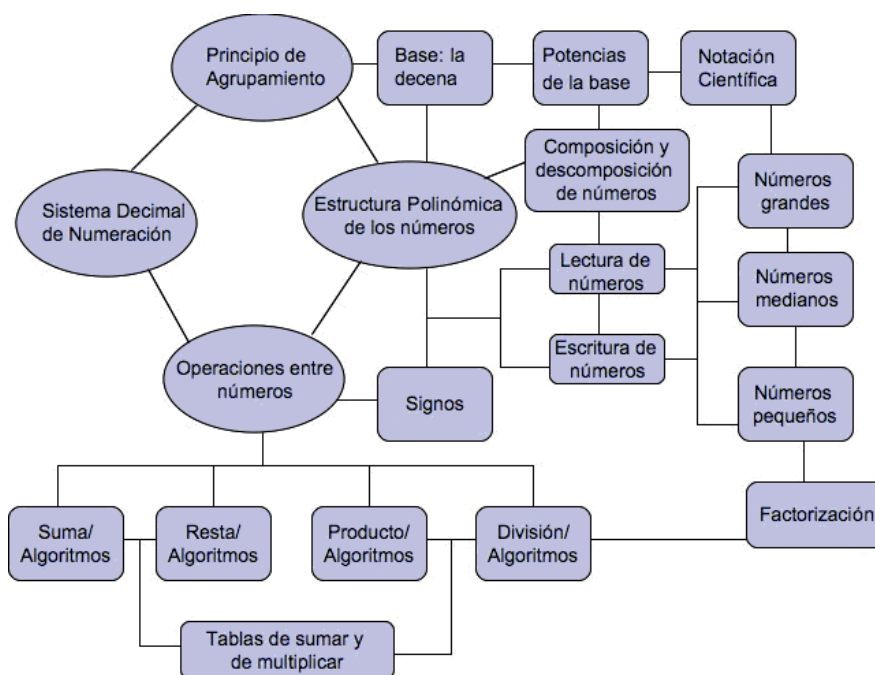 Principio de
Agrupamiento
Base: la
decena
Potencias
de la base
Notación
Científica
Composición y
descomposición
de números
Números
grandes
Sistema Decimal
de Numeración
Estructura Polinómica
de los números
Lectura de
números
Números
medianos
Escritura de
números
Operaciones entre
números
Signos
Números
pequeños
Suma/
Algoritmos
Resta/
Algoritmos
Producto/
Algoritmos
División/
Algoritmos
Factorización
Tablas de sumar y
de multiplicar